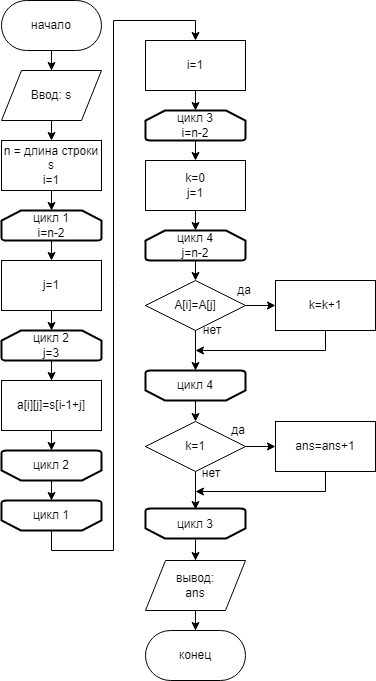 начало
Ввод: s
n = длина строки
s
i=1
цикл 1
i=n-2
j=1
цикл 2
j=3
a[i][j]=s[i-1+j]
цикл 2
цикл 1
i=1
цикл 3
i=n-2
k=0
j=1
цикл 4
j=n-2
A[i]=A[j]
да
k=k+1
нет
цикл 4
k=1
да
ans=ans+1
нет
цикл 3
вывод:
ans
конец